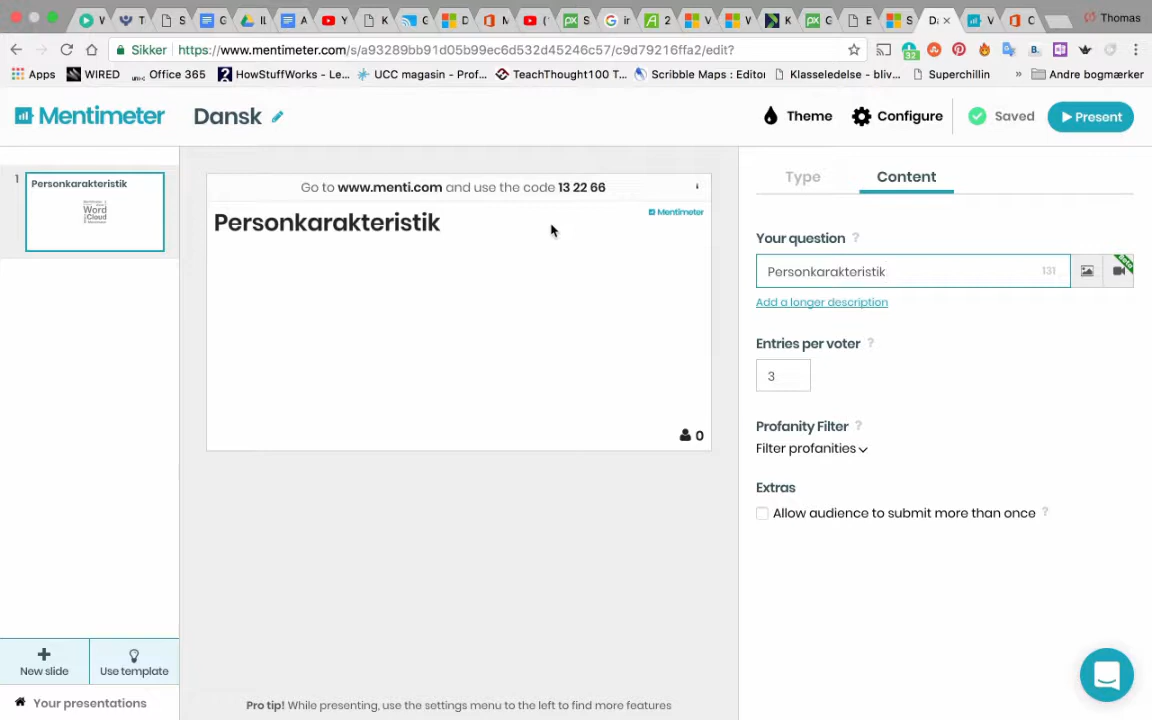 Thomas
Sikker
https://www.mentimeter.com/s/a93289bb91d05b99ec6d532d45246c57/c9d79216ffa2/edit?
Apps
WIRED
Office 365
HowStuffWorks - Le...
UCC magasin - Prof...
TeachThought100 T...
Scribble Maps : Editor
Klasseledelse - bliv...
Superchillin
»
Andre bogmærker
Mentimeter
Dansk
Theme
Configure
Saved
Present
1
Personkarakteristik
Word
Cloud
Go to www.menti.com and use the code 13 22 66
Mentimeter
Personkarakteristik
0
Type
Content
Your question ?
Personkarakteristik
131
Add a longer description
Entries per voter ?
3
Profanity Filter ?
Filter profanities
Extras
Allow audience to submit more than once ?
New slide
Use template
Your presentations
Pro tip! While presenting, use the settings menu to the left to find more features